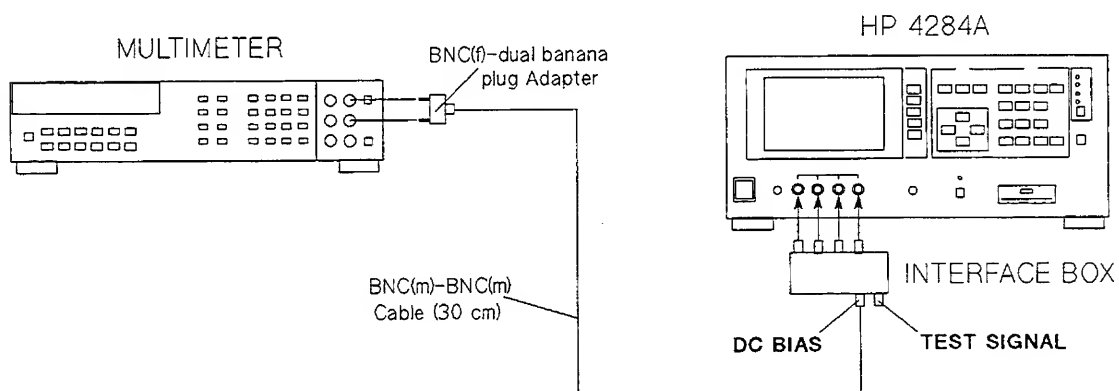 MULTIMETER
BNC(f)-dual banana
plug Adapter
HP 4284A
BNC(m)-BNC(m)
Cable (30 cm)
INTERFACE BOX
DC BIAS
TEST SIGNAL